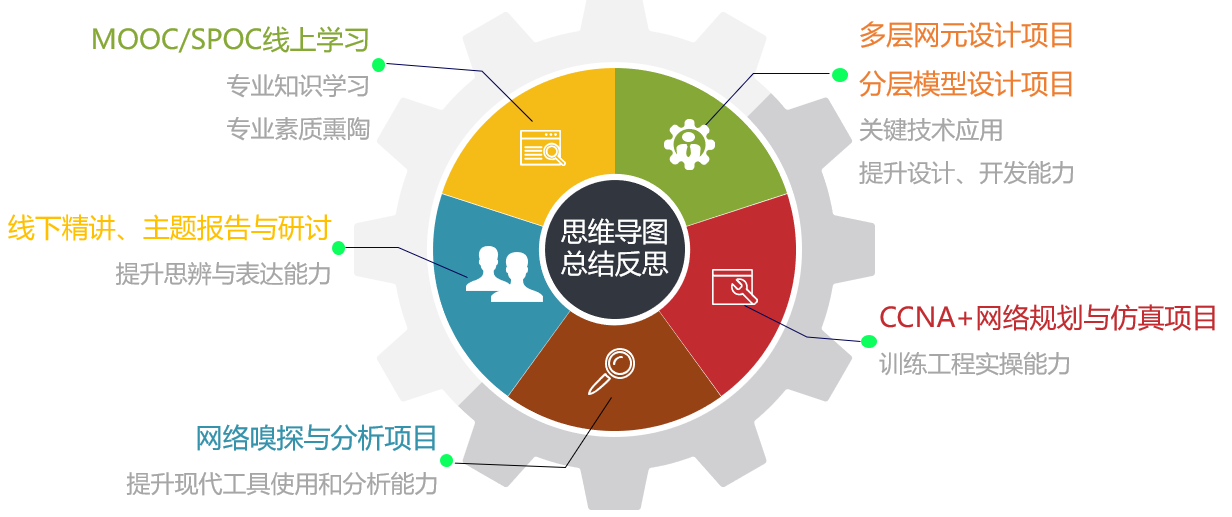 MOOC/SPOC线上学习
专业知识学习
专业素质熏陶
多层网元设计项目
分层模型设计项目
关键技术应用
提升设计、开发能力
线下精讲、主题报告与研讨
提升思辨与表达能力
思维导图
总结反思
CCNA+网络规划与仿真项目
训练工程实操能力
网络嗅探与分析项目
提升现代工具使用和分析能力